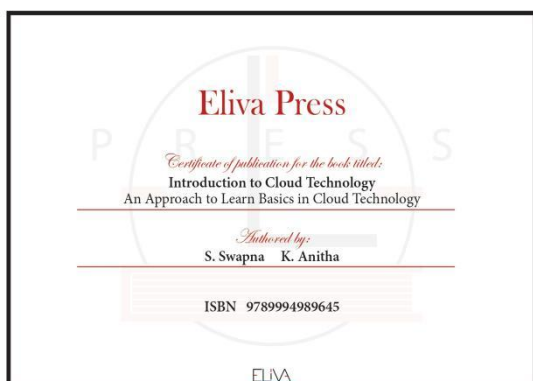 Eliva Press
PRESS
Certificate of publication for the book titled:
Introduction to Cloud Technology
An Approach to Learn Basics in Cloud Technology
Authored by:
S. Swapna K. Anitha
ISBN 9789994989645
ELIVA